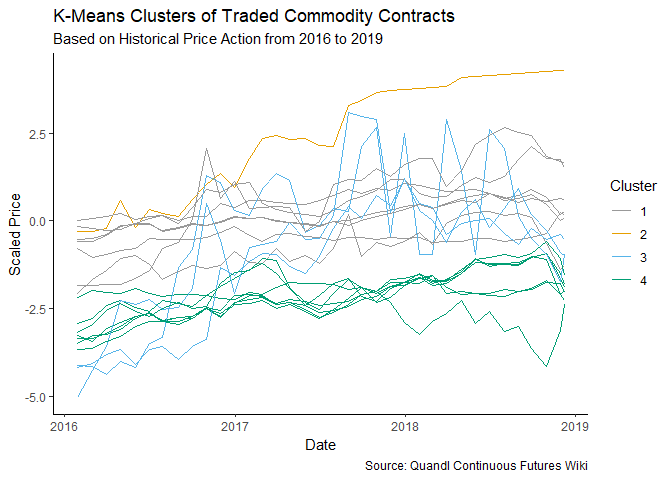 K-Means Clusters of Traded Commodity Contracts
Based on Historical Price Action from 2016 to 2019
Scaled Price
2.5
0.0
-2.5
-5.0
2016
2017
2018
2019
Date
Cluster
1
2
3
4
Source: Quandl Continuous Futures Wiki